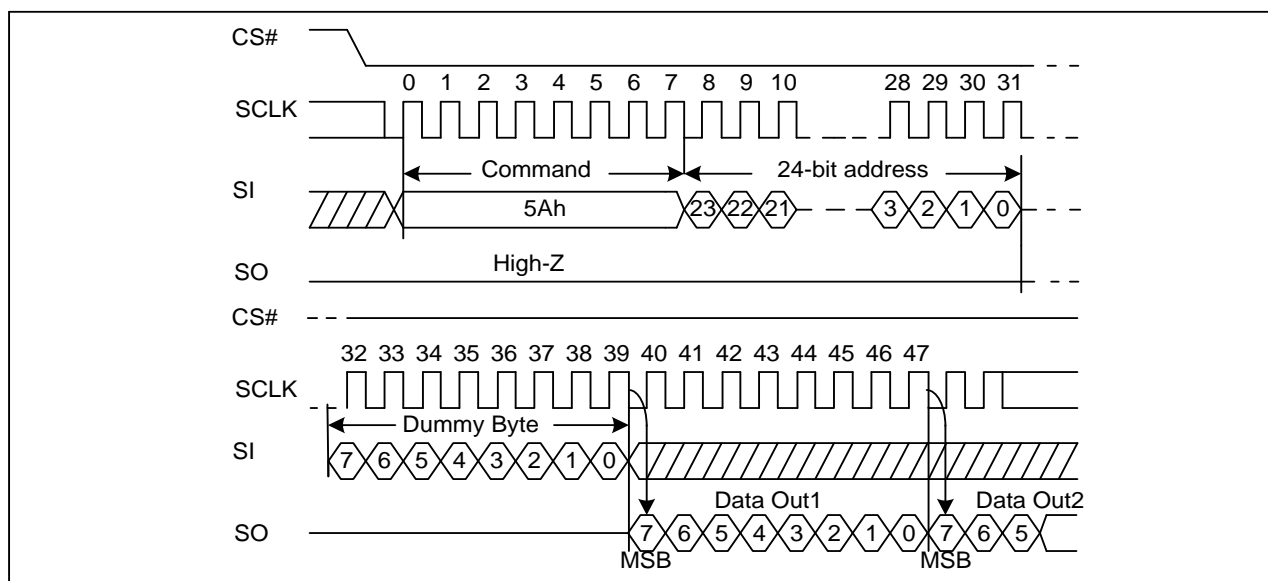 CS#
0 1 2 3 4 5 6 7 8 9 10 28 29 30 31
SCLK
Command 24-bit address
SI
5Ah 23 22 21 3 2 1 0
High-Z
SO
CS#
32 33 34 35 36 37 38 39 40 41 42 43 44 45 46 47
SCLK
Dummy Byte
SI
7 6 5 4 3 2 1 0
Data Out1 Data Out2
SO
7 6 5 4 3 2 1 0 7 6 5
MSB MSB